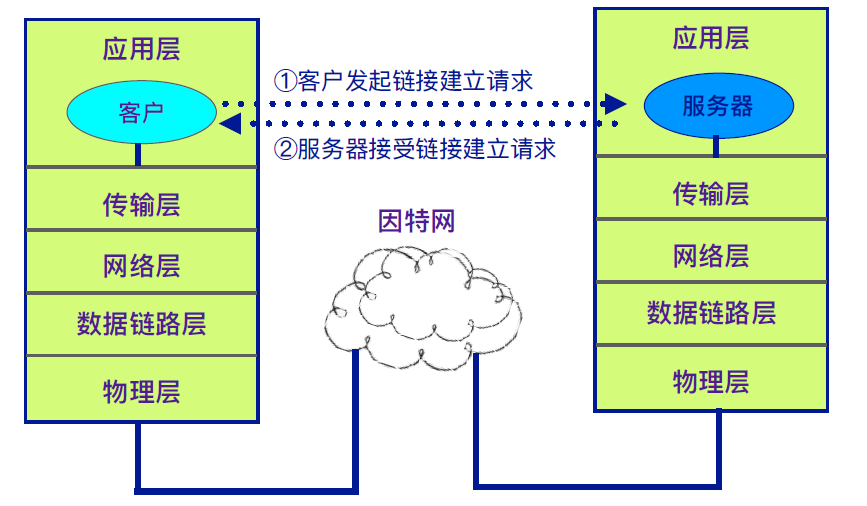 应用层
客户
传输层
网络层
数据链路层
物理层
①客户发起链接建立请求
②服务器接受链接建立请求
因特网
应用层
服务器
传输层
网络层
数据链路层
物理层